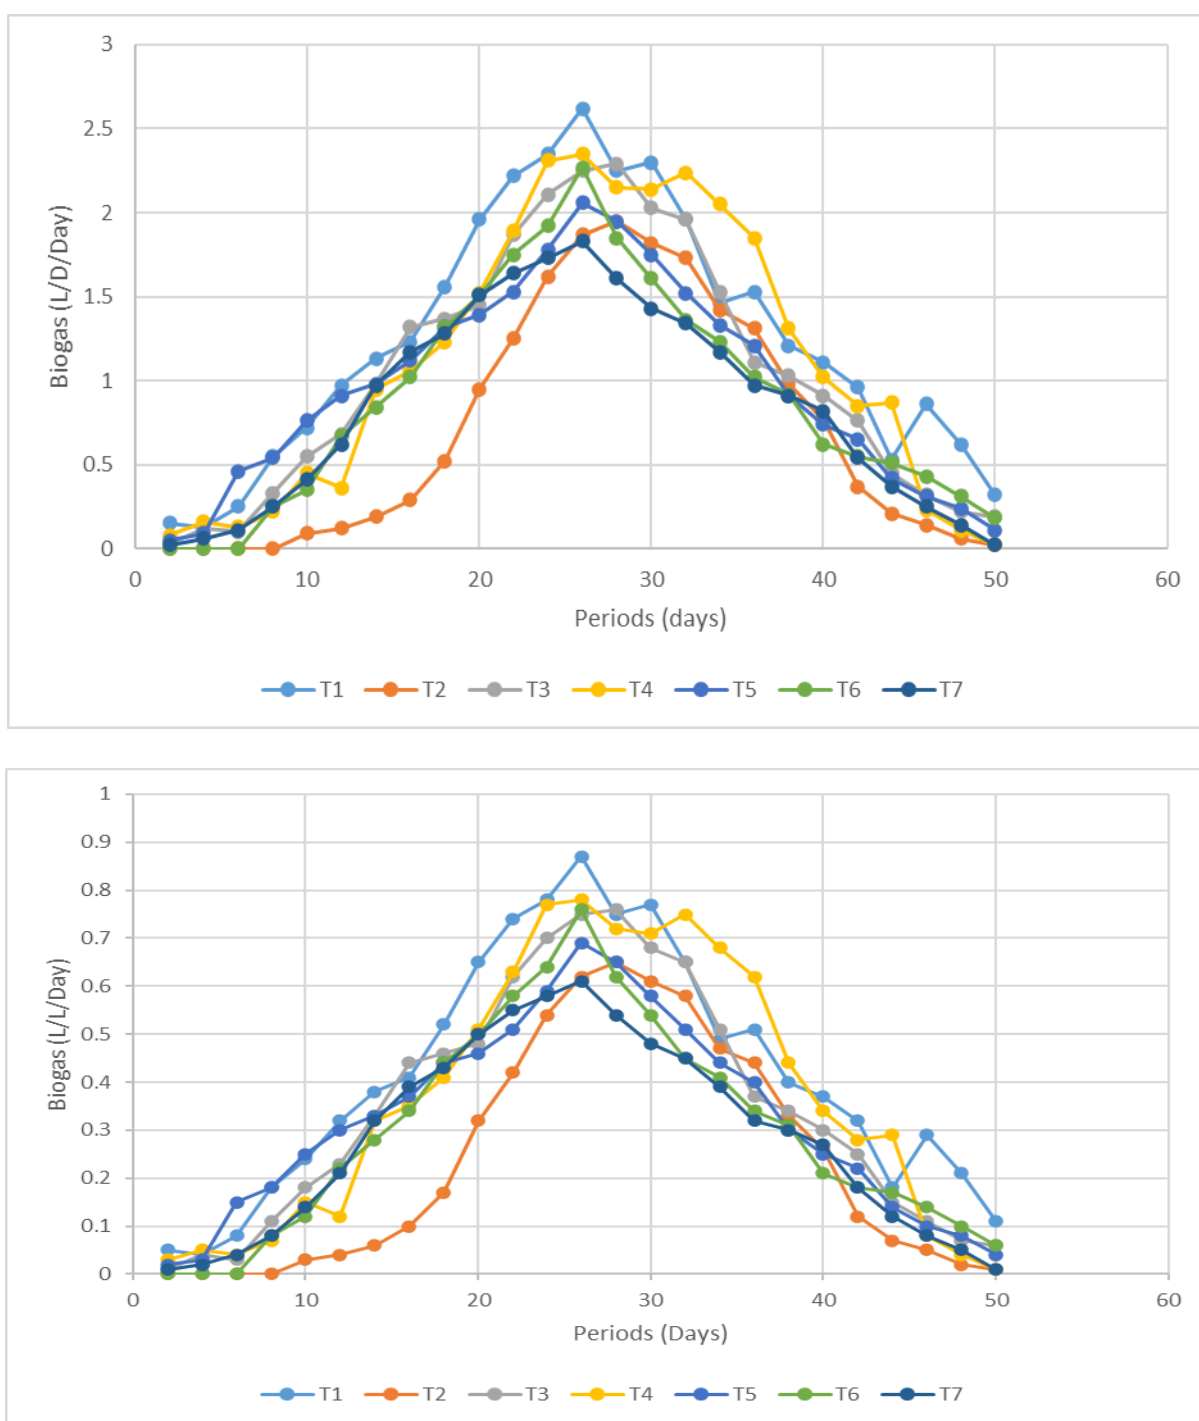 3
2.5
2
1.5
1
0.5
0
Biogas (L/D/Day)
0 10 20 30 40 50 60
Periods (days)
T1 T2 T3 T4 T5 T6 T7
1
0.9
0.8
0.7
0.6
0.5
0.4
0.3
0.2
0.1
0
Biogas (L/L/Day)
0 10 20 30 40 50 60
Periods (Days)
T1 T2 T3 T4 T5 T6 T7